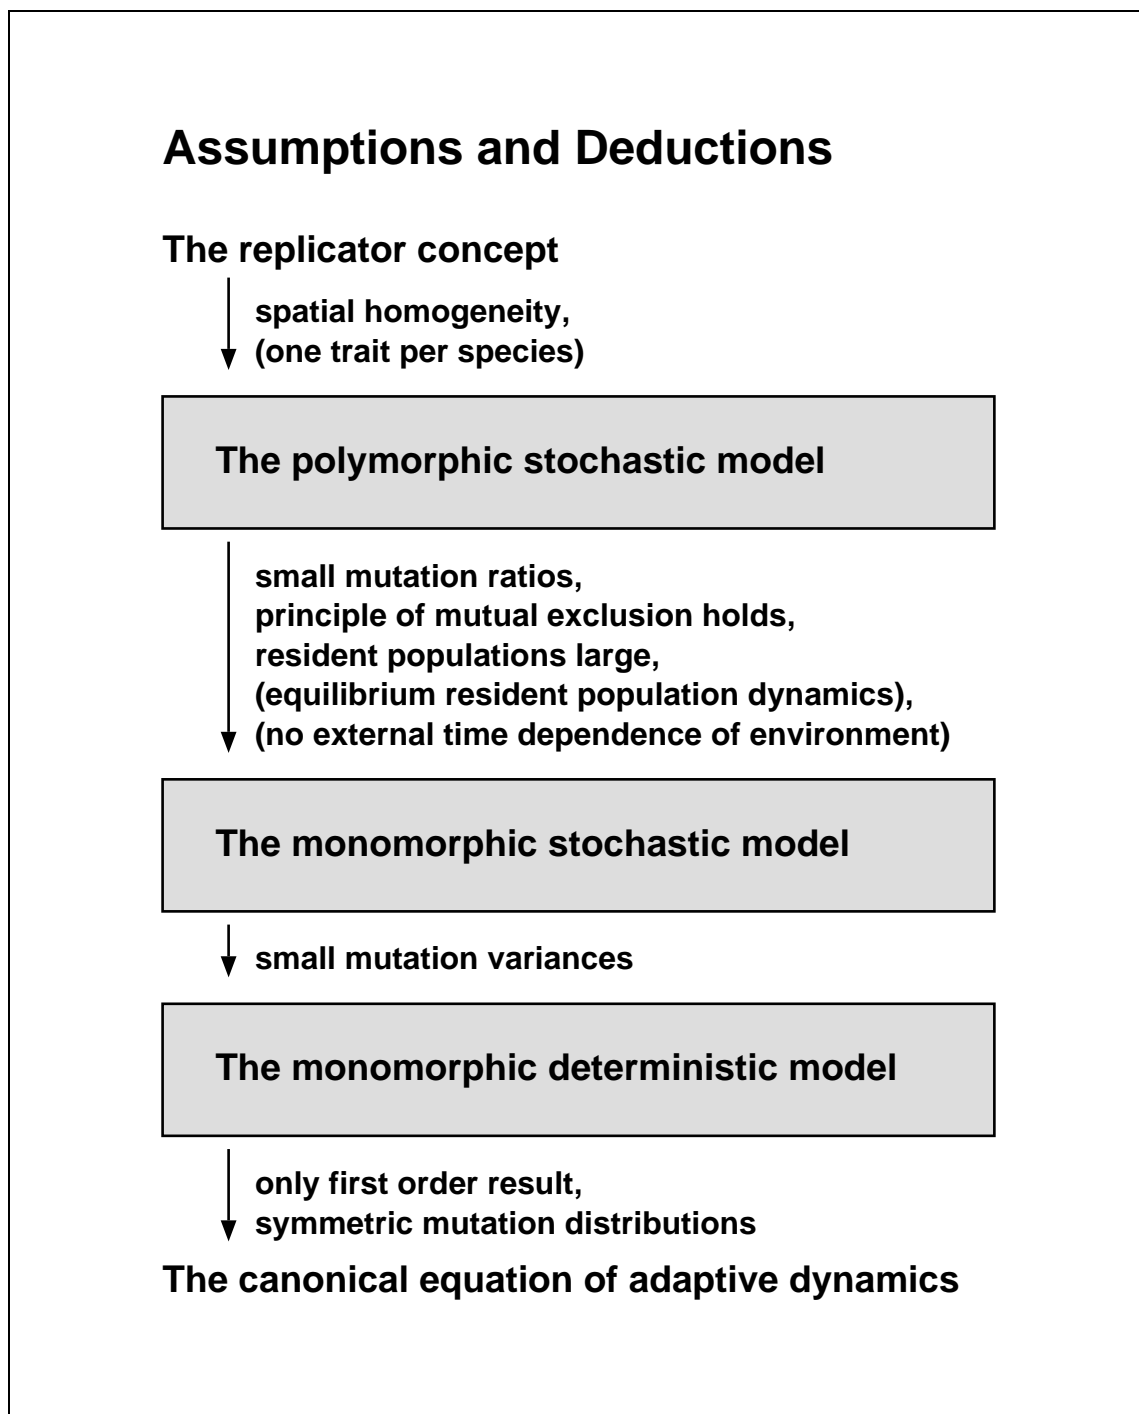 Assumptions and Deductions
The replicator concept
spatial homogeneity,
(one trait per species)
The polymorphic stochastic model
small mutation ratios,
principle of mutual exclusion holds,
resident populations large,
(equilibrium resident population dynamics),
(no external time dependence of environment)
The monomorphic stochastic model
small mutation variances
The monomorphic deterministic model
only first order result,
symmetric mutation distributions
The canonical equation of adaptive dynamics